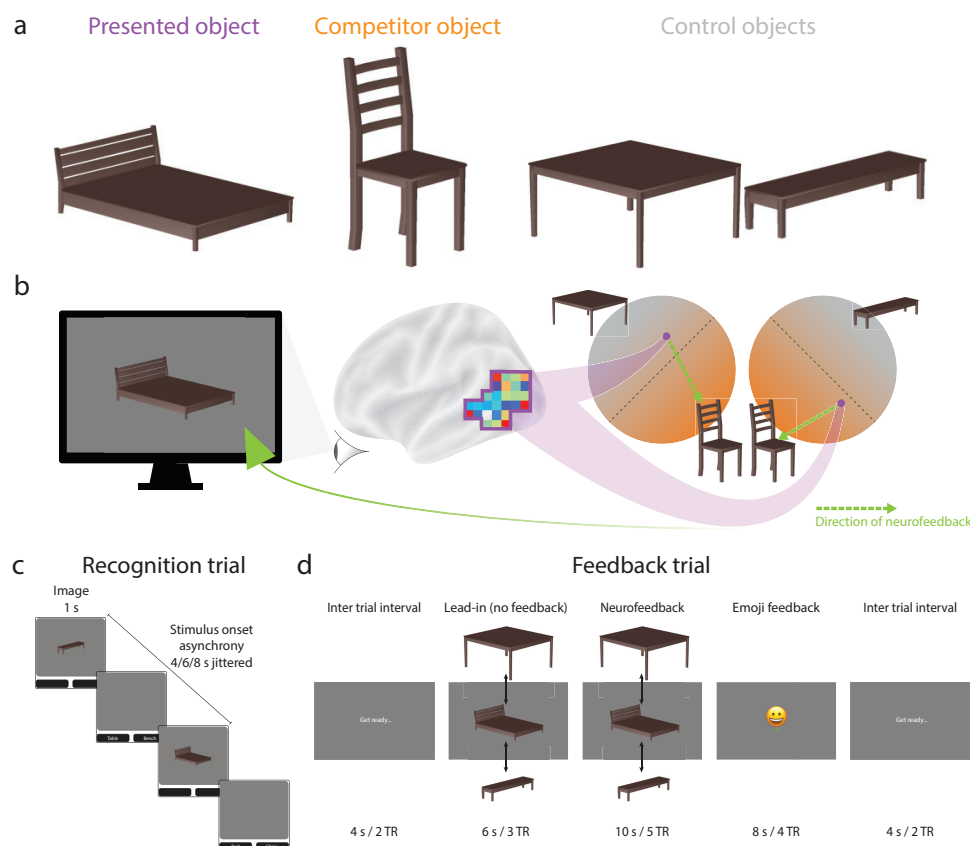 a
Presented object
Competitor object
Control objects
b
Direction of neurofeedback
c
Recognition trial
Image
1 s
Stimulus onset
asynchrony
4/6/8 s jittered
Table
Bench
d
Feedback trial
Inter trial interval
Lead-in (no feedback)
Neurofeedback
Emoji feedback
Inter trial interval
Get ready...
Get ready...
4 s / 2 TR
6 s / 3 TR
10 s / 5 TR
8 s / 4 TR
4 s / 2 TR